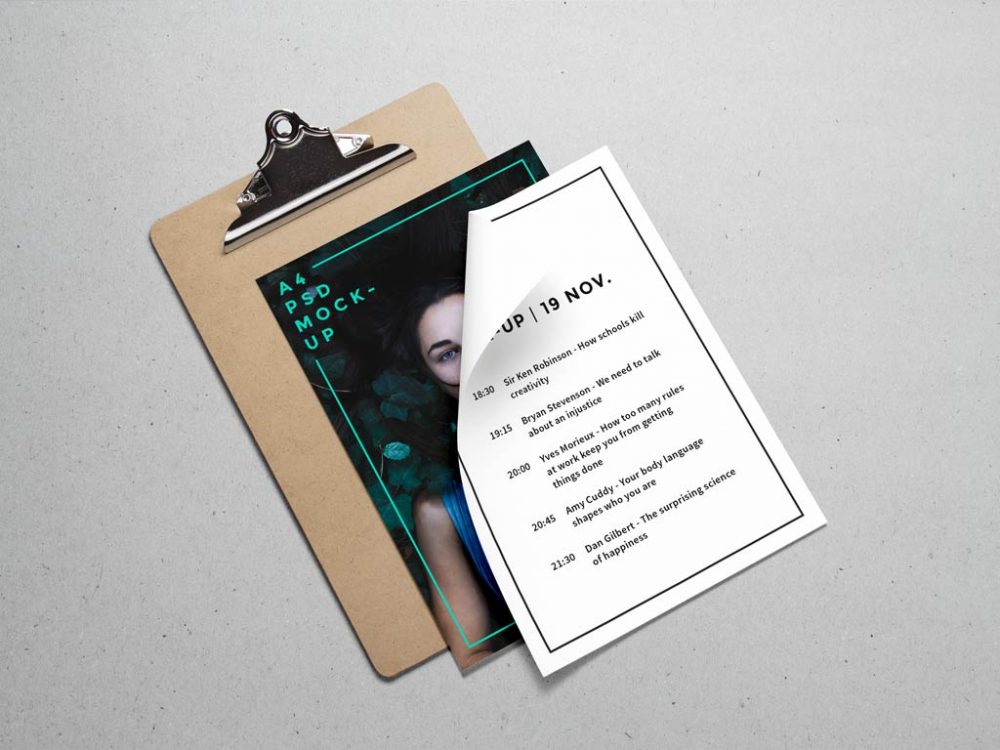 A4
PSD
MOCK-
UP
-UP | 19 NOV.
18:30 Sir Ken Robinson - How schools kill
creativity
19:15 Bryan Stevenson - We need to talk
about an injustice
20:00 Yves Morieux - How too many rules
at work keep you from getting
things done
20:45 Amy Cuddy - Your body language
shapes who you are
21:30 Dan Gilbert - The surprising science
of happiness